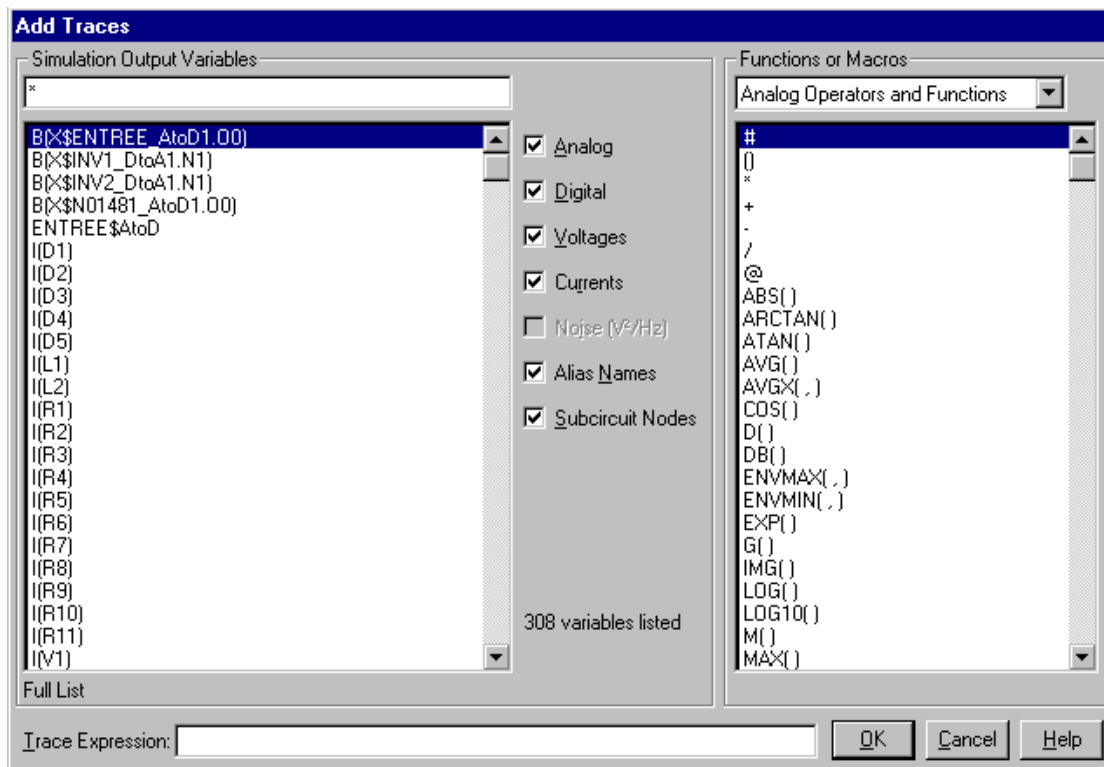 Add Traces
Simulation Output Variables
*
B(X$ENTREE_AtoD1.O0)
B(X$INV1_DtoA1.N1)
B(X$INV2_DtoA1.N1)
B(X$N01481_AtoD1.O0)
ENTREE$AtoD
I(D1)
I(D2)
I(D3)
I(D4)
I(D5)
I(L1)
I(L2)
I(R1)
I(R2)
I(R3)
I(R4)
I(R5)
I(R6)
I(R7)
I(R8)
I(R9)
I(R10)
I(R11)
I(V1)
Full List
Analog
Digital
Voltages
Currents
Noise (V²/Hz)
Alias Names
Subcircuit Nodes
308 variables listed
Functions or Macros
Analog Operators and Functions
#
()
*
+
-
/
@
ABS( )
ARCTAN( )
ATAN( )
AVG( )
AVGX( , )
COS( )
D( )
DB( )
ENVMAX( , )
ENVMIN( , )
EXP( )
G( )
IMG( )
LOG( )
LOG10( )
M( )
MAX( )
Trace Expression:
OK
Cancel
Help